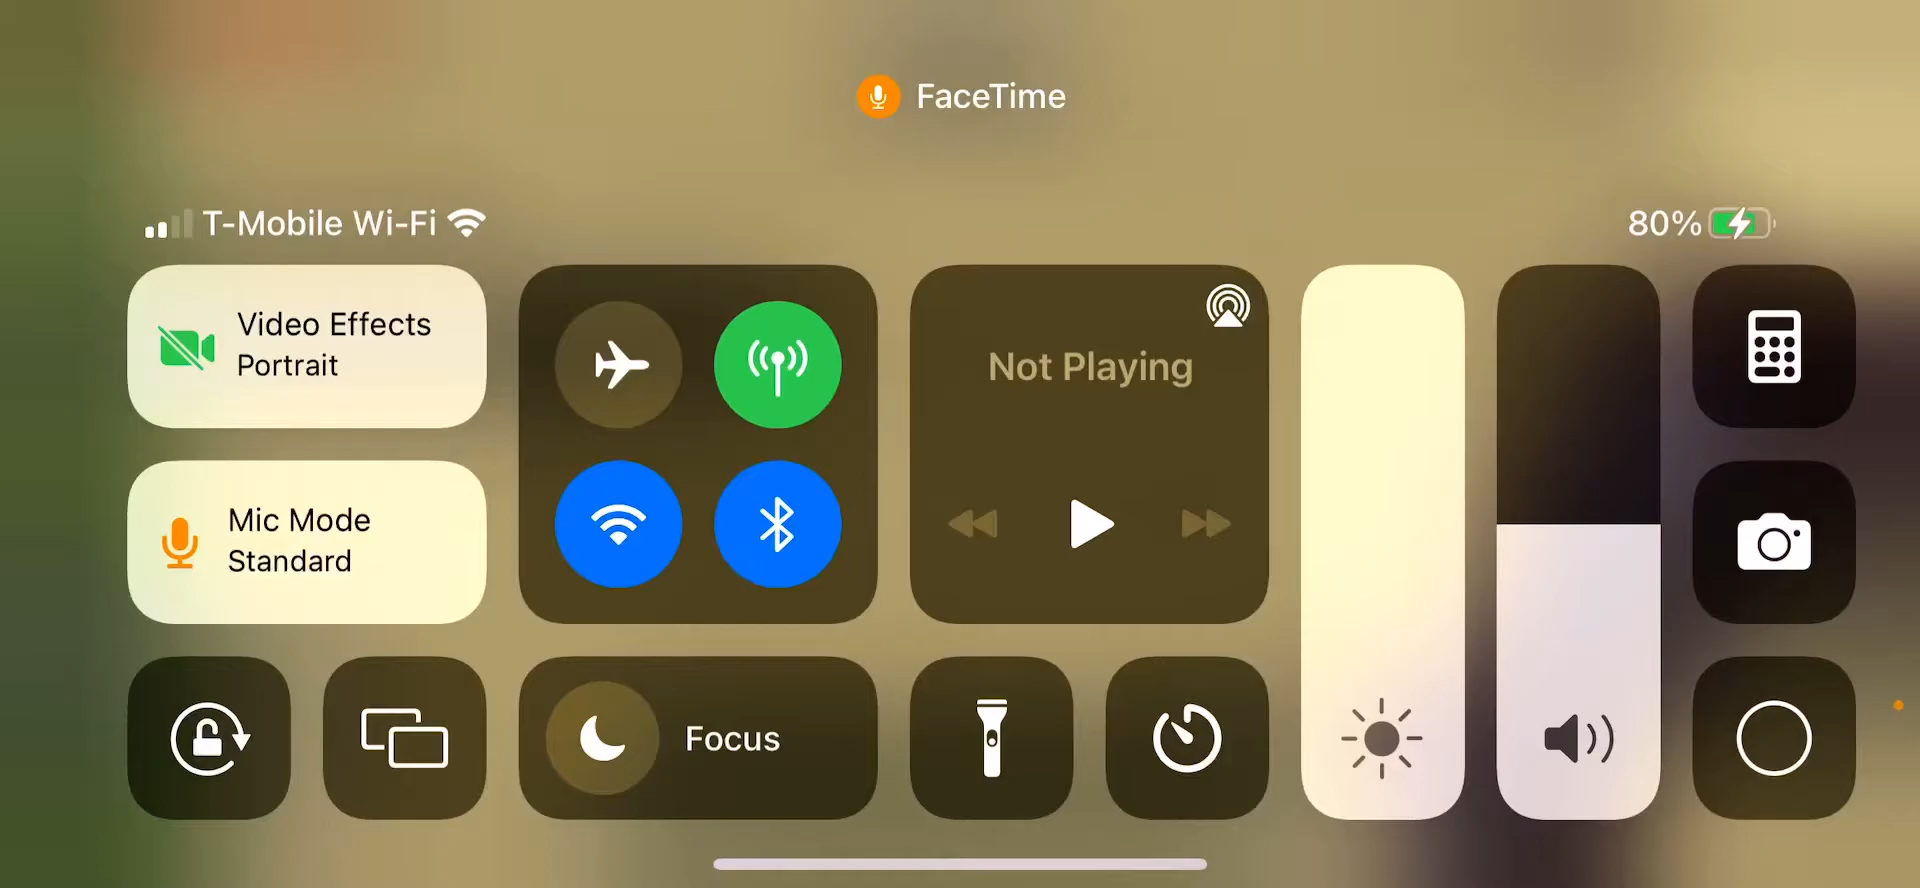 FaceTime
T-Mobile Wi-Fi
80%
Video Effects
Portrait
Not Playing
Mic Mode
Standard
Focus